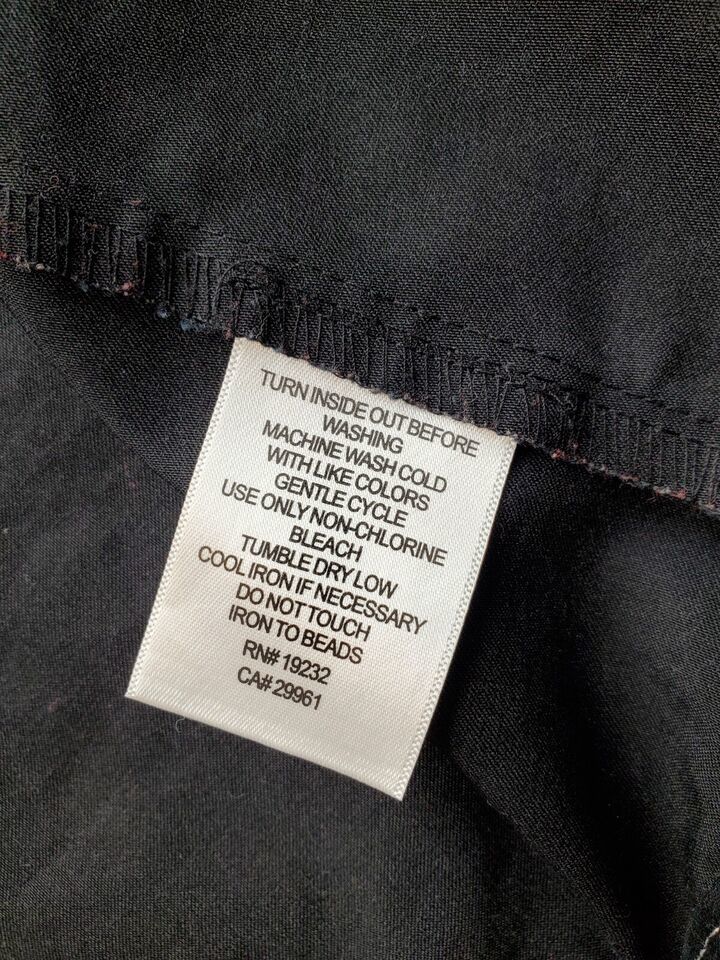 TURN INSIDE OUT BEFORE
WASHING
MACHINE WASH COLD
WITH LIKE COLORS
GENTLE CYCLE
USE ONLY NON-CHLORINE
BLEACH
TUMBLE DRY LOW
COOL IRON IF NECESSARY
DO NOT TOUCH
IRON TO BEADS
RN# 19232
CA# 29961